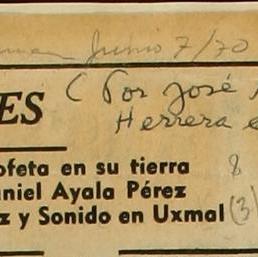 Junio 7/70
(Por José
ES Herrera e
ofeta en su tierra 8
aniel Ayala Pérez
z y Sonido en Uxmal (3)